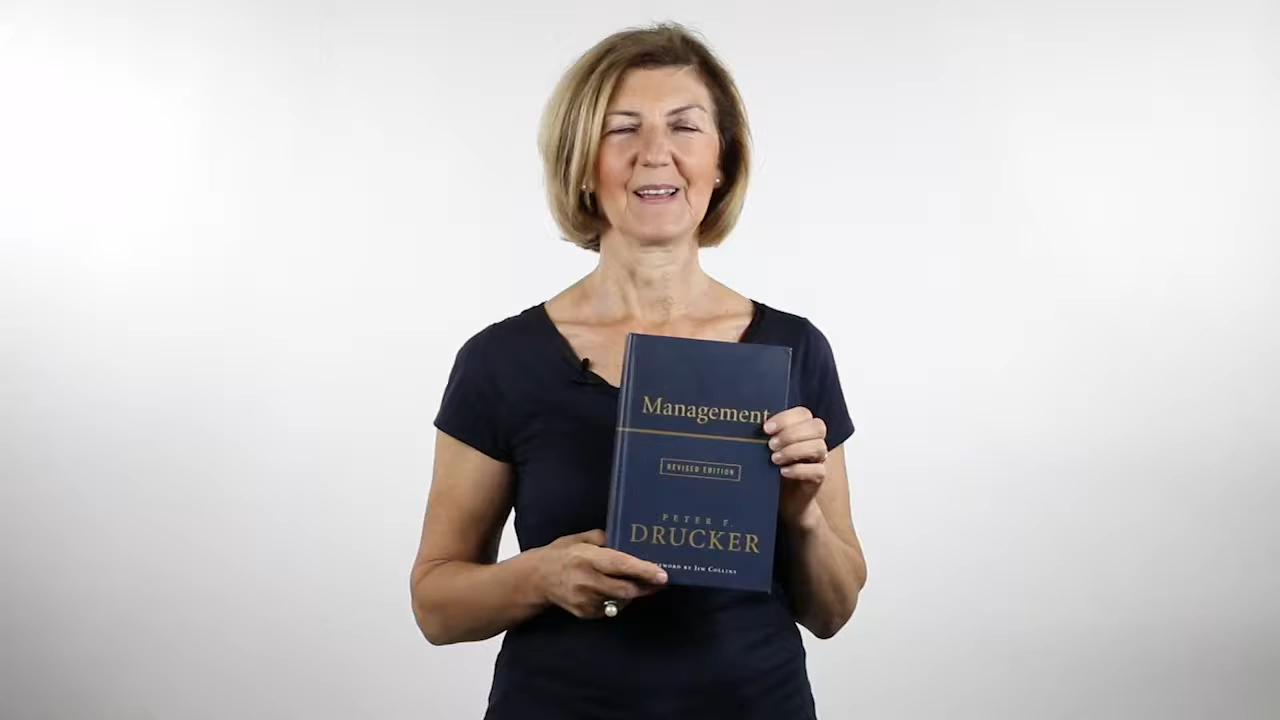 Management
REVISED EDITION
PETER F.
DRUCKER
BY JIM COLLINS